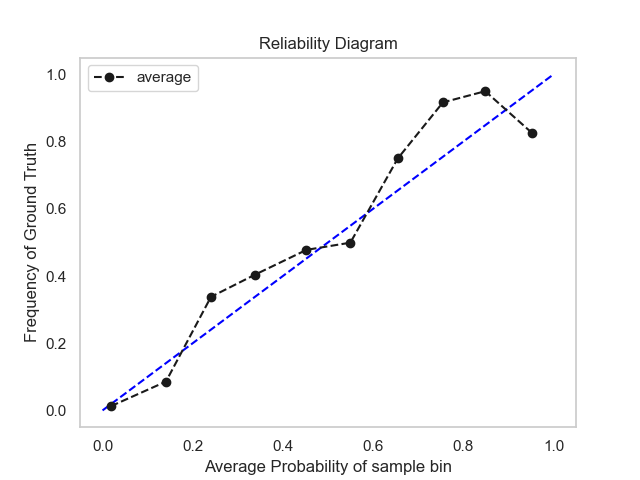 Reliability Diagram
average
1.0
0.8
0.6
0.4
0.2
0.0
Frequency of Ground Truth
0.0 0.2 0.4 0.6 0.8 1.0
Average Probability of sample bin